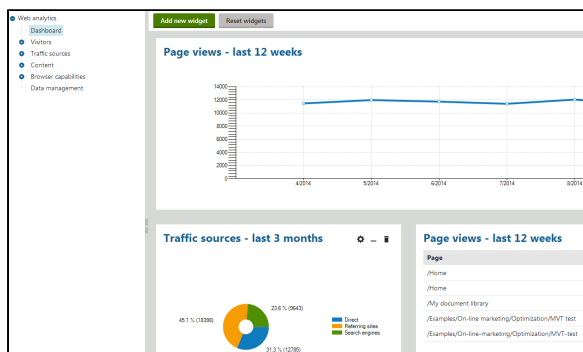 Web analytics
Dashboard
Visitors
Traffic sources
Content
Browser capabilities
Data management
Add new widget
Reset widgets
Page views - last 12 weeks
14000
12000
10000
8000
6000
4000
2000
0
4/2014
5/2014
6/2014
7/2014
8/2014
Traffic sources - last 3 months
45.1 % (18398)
23.6 % (9643)
31.3 % (12785)
Direct
Referring sites
Search engines
Page views - last 12 weeks
Page
/Home
/Home
/My document library
/Examples/On-line marketing/Optimization/MVT test
/Examples/On-line-marketing/Optimization/MVT-test